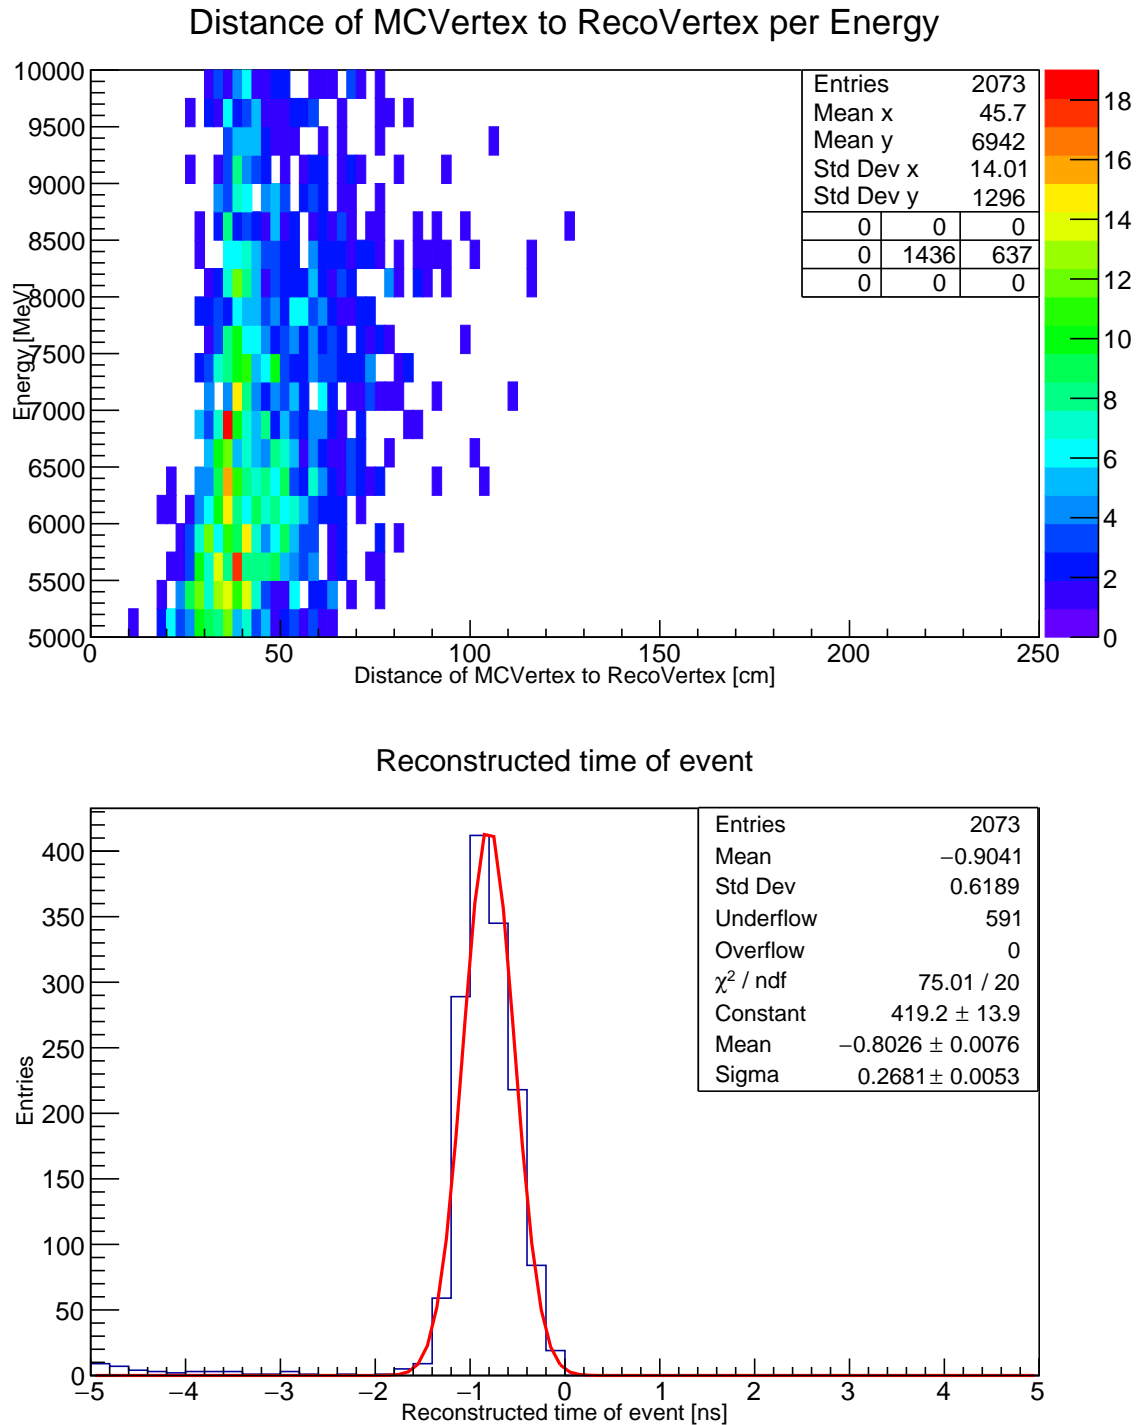 Distance of MCVertex to RecoVertex per Energy
Entries 2073
Mean x 45.7
Mean y 6942
Std Dev x 14.01
Std Dev y 1296
0 0 0
0 1436 637
0 0 0
10000
9500
9000
8500
8000
7500
7000
6500
6000
5500
5000
Energy [MeV]
0 50 100 150 200 250
Distance of MCVertex to RecoVertex [cm]
18
16
14
12
10
8
6
4
2
0
Reconstructed time of event
Entries 2073
Mean −0.9041
Std Dev 0.6189
Underflow 591
Overflow 0
χ² / ndf 75.01 / 20
Constant 419.2 ± 13.9
Mean −0.8026 ± 0.0076
Sigma 0.2681 ± 0.0053
400
350
300
250
200
150
100
50
0
Entries
−5 −4 −3 −2 −1 0 1 2 3 4 5
Reconstructed time of event [ns]